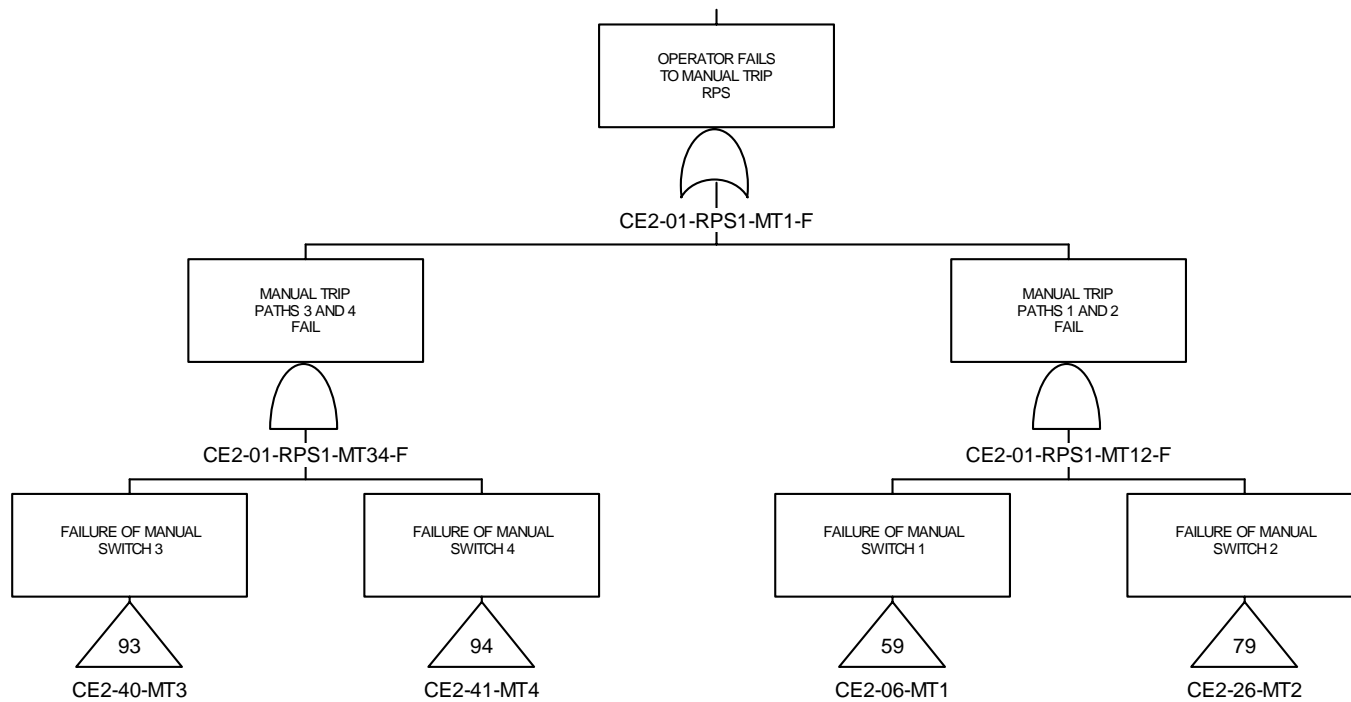 OPERATOR FAILS
TO MANUAL TRIP
RPS
CE2-01-RPS1-MT1-F
MANUAL TRIP
PATHS 3 AND 4
FAIL
MANUAL TRIP
PATHS 1 AND 2
FAIL
CE2-01-RPS1-MT34-F
CE2-01-RPS1-MT12-F
FAILURE OF MANUAL
SWITCH 3
FAILURE OF MANUAL
SWITCH 4
FAILURE OF MANUAL
SWITCH 1
FAILURE OF MANUAL
SWITCH 2
93
94
59
79
CE2-40-MT3
CE2-41-MT4
CE2-06-MT1
CE2-26-MT2